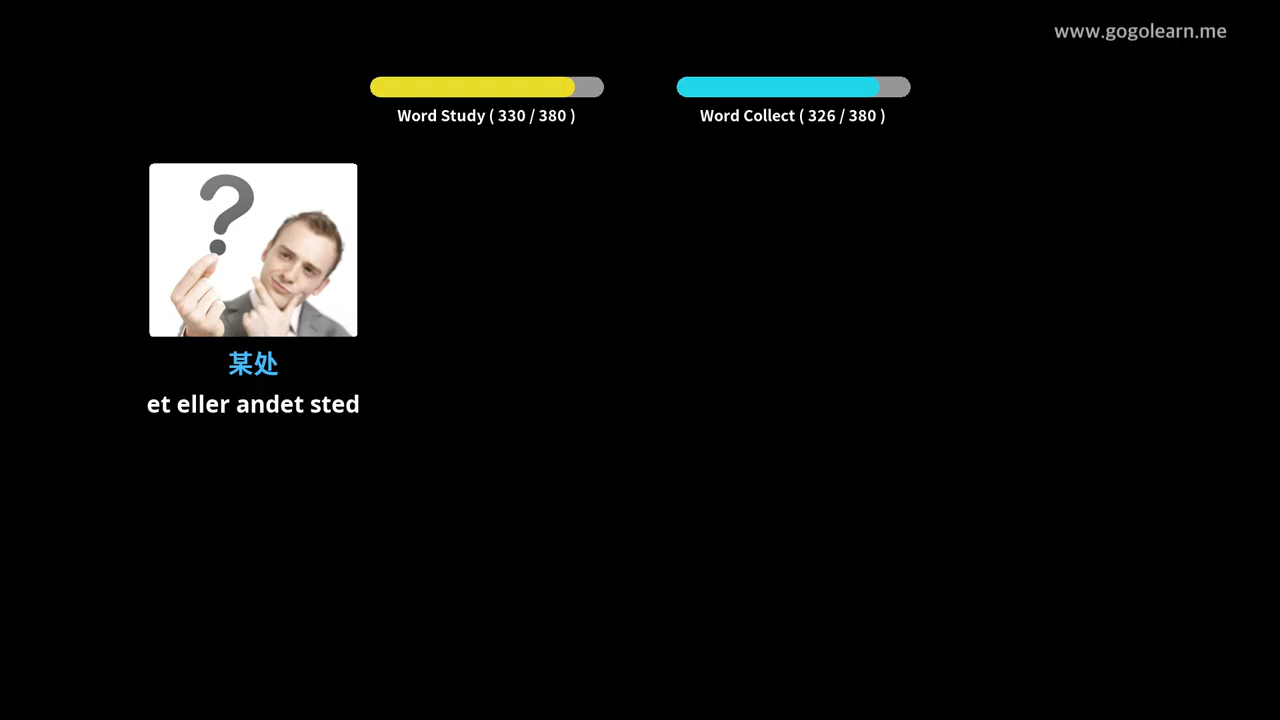 www.gogolearn.me
Word Study ( 330 / 380 )
Word Collect ( 326 / 380 )
?
某处
et eller andet sted